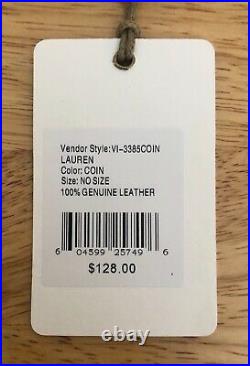 Vendor Style: VI-3385COIN
LAUREN
Color: COIN
Size: NO SIZE
100% GENUINE LEATHER
6 04599 25749 6
$128.00